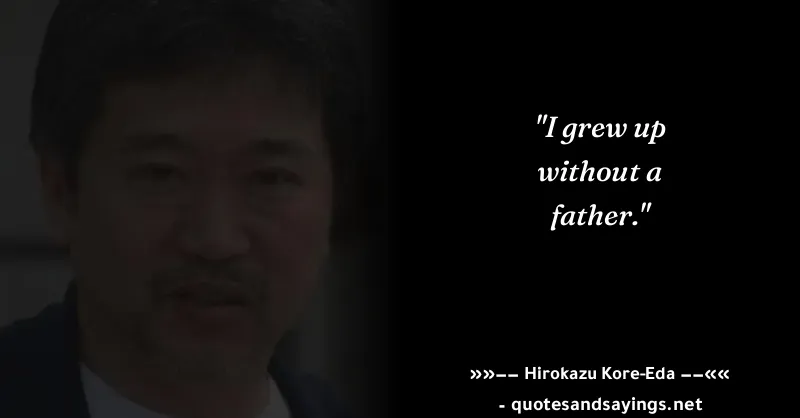 "I grew up
without a
father."
»»−− Hirokazu Kore-Eda −−««
- quotesandsayings.net